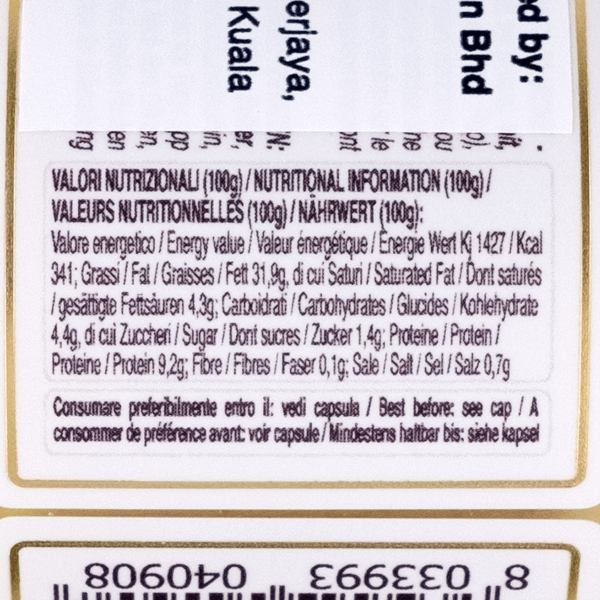 ed by:
n Bhd
erjaya,
Kuala
VALORI NUTRIZIONALI (100g) / NUTRITIONAL INFORMATION (100g) /
VALEURS NUTRITIONNELLES (100g) / NÄHRWERT (100g):
Valore energetico / Energy value / Valeur énergétique / Energie Wert Kj 1427 / Kcal
341; Grassi / Fat / Graisses / Fett 31,9g, di cui Saturi / Saturated Fat / Dont saturés
/ gesättigte Fettsäuren 4,3g; Carboidrati / Carbohydrates / Glucides / Kohlehydrate
4,4g, di cui Zuccheri / Sugar / Dont sucres / Zucker 1,4g; Proteine / Protein /
Proteine / Protein 9,2g; Fibre / Fibres / Faser 0,1g; Sale / Salt / Sel / Salz 0,7g
Consumare preferibilmente entro il: vedi capsula / Best before: see cap / A
consommer de préférence avant: voir capsule / Mindestens haltbar bis: siehe kapsel
8 033993 040908